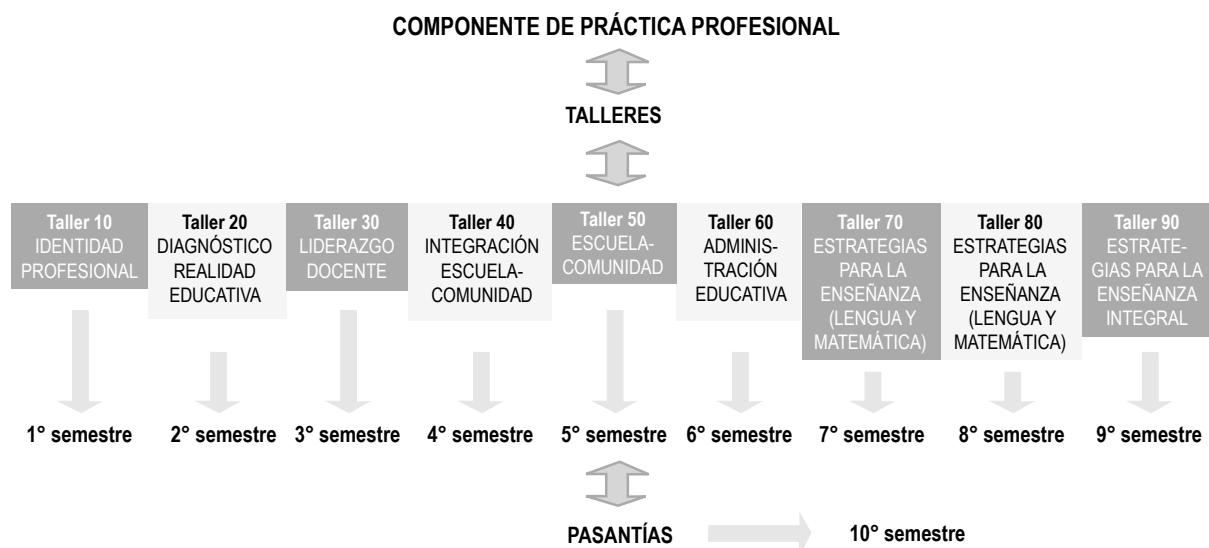 COMPONENTE DE PRÁCTICA PROFESIONAL
TALLERES
Taller 10
IDENTIDAD
PROFESIONAL
Taller 20
DIAGNÓSTICO
REALIDAD
EDUCATIVA
Taller 30
LIDERAZGO
DOCENTE
Taller 40
INTEGRACIÓN
ESCUELA-
COMUNIDAD
Taller 50
ESCUELA-
COMUNIDAD
Taller 60
ADMINIS-
TRACIÓN
EDUCATIVA
Taller 70
ESTRATEGIAS
PARA LA
ENSEÑANZA
(LENGUA Y
MATEMÁTICA)
Taller 80
ESTRATEGIAS
PARA LA
ENSEÑANZA
(LENGUA Y
MATEMÁTICA)
Taller 90
ESTRATE-
GIAS PARA LA
ENSEÑANZA
INTEGRAL
1° semestre
2° semestre
3° semestre
4° semestre
5° semestre
6° semestre
7° semestre
8° semestre
9° semestre
PASANTÍAS
10° semestre